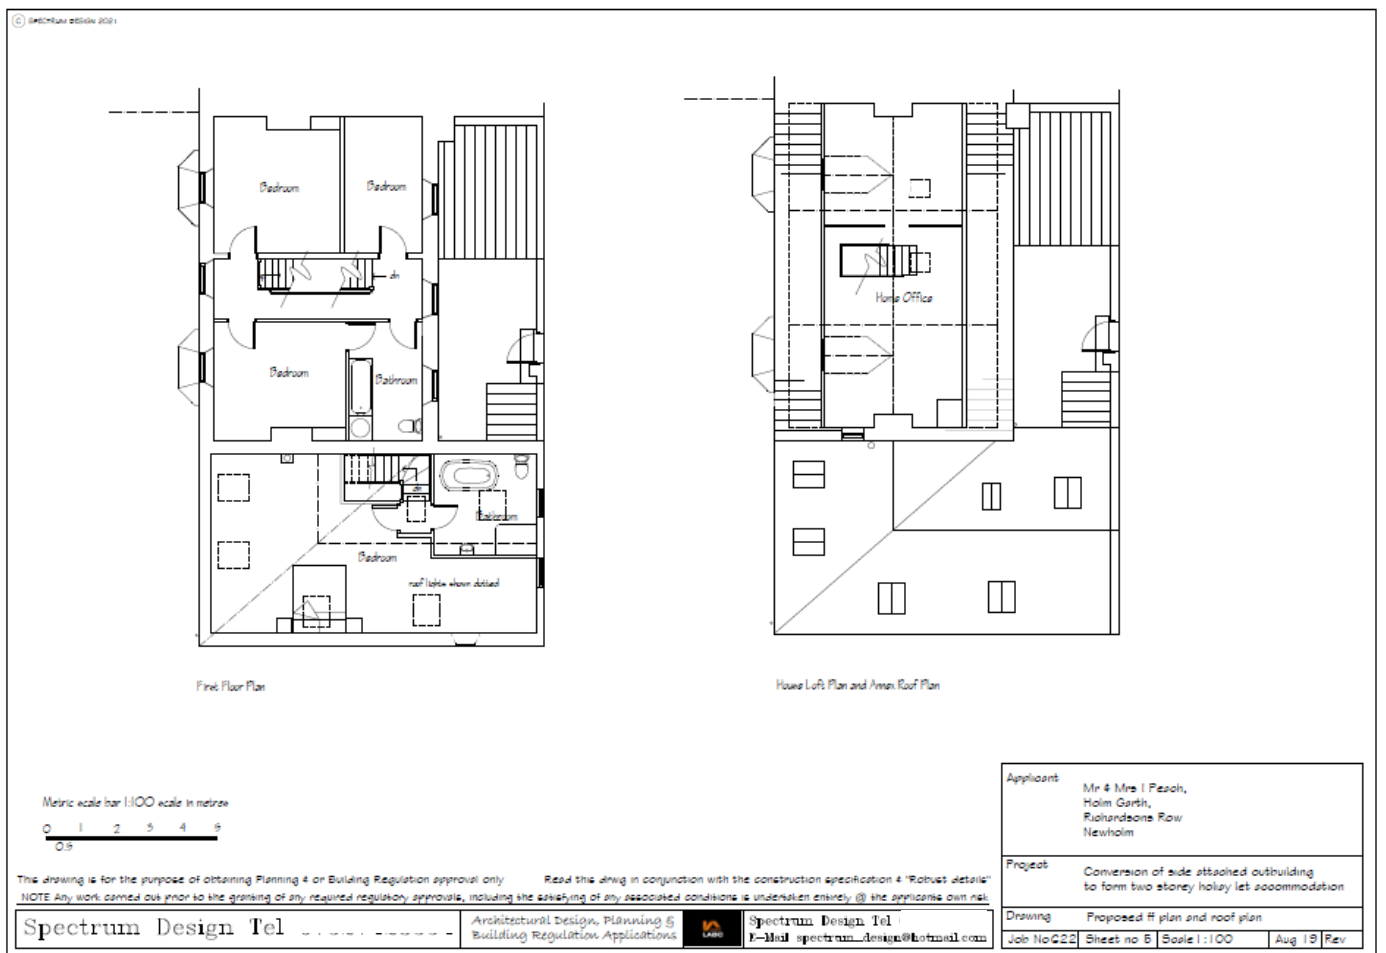 © SPECTRUM DESIGN 2021
Bedroom
Bedroom
dn
Bedroom
Bathroom
dn
Bathroom
Bedroom
roof lights shown dotted
First Floor Plan
Home Office
House Loft Plan and Annex Roof Plan
Metric scale bar 1:100 scale in metres
0 1 2 3 4 5
0.5
This drawing is for the purpose of obtaining Planning & or Building Regulation approval only Read this drwg in conjunction with the construction specification & "Robust details"
NOTE Any work carried out prior to the granting of any required regulatory approvals, including the satisfying of any associated conditions is undertaken entirely @ the applicants own risk
Spectrum Design Tel
Architectural Design, Planning &
Building Regulation Applications
LABC
Spectrum Design Tel
E-Mail spectrum_design@hotmail.com
Applicant
Mr & Mrs I Peach,
Holm Garth,
Richardsons Row
Newholm
Project
Conversion of side attached outbuilding
to form two storey holiay let accommodation
Drawing Proposed ff plan and roof plan
Job No622 Sheet no 5 Scale1:100 Aug 19 Rev